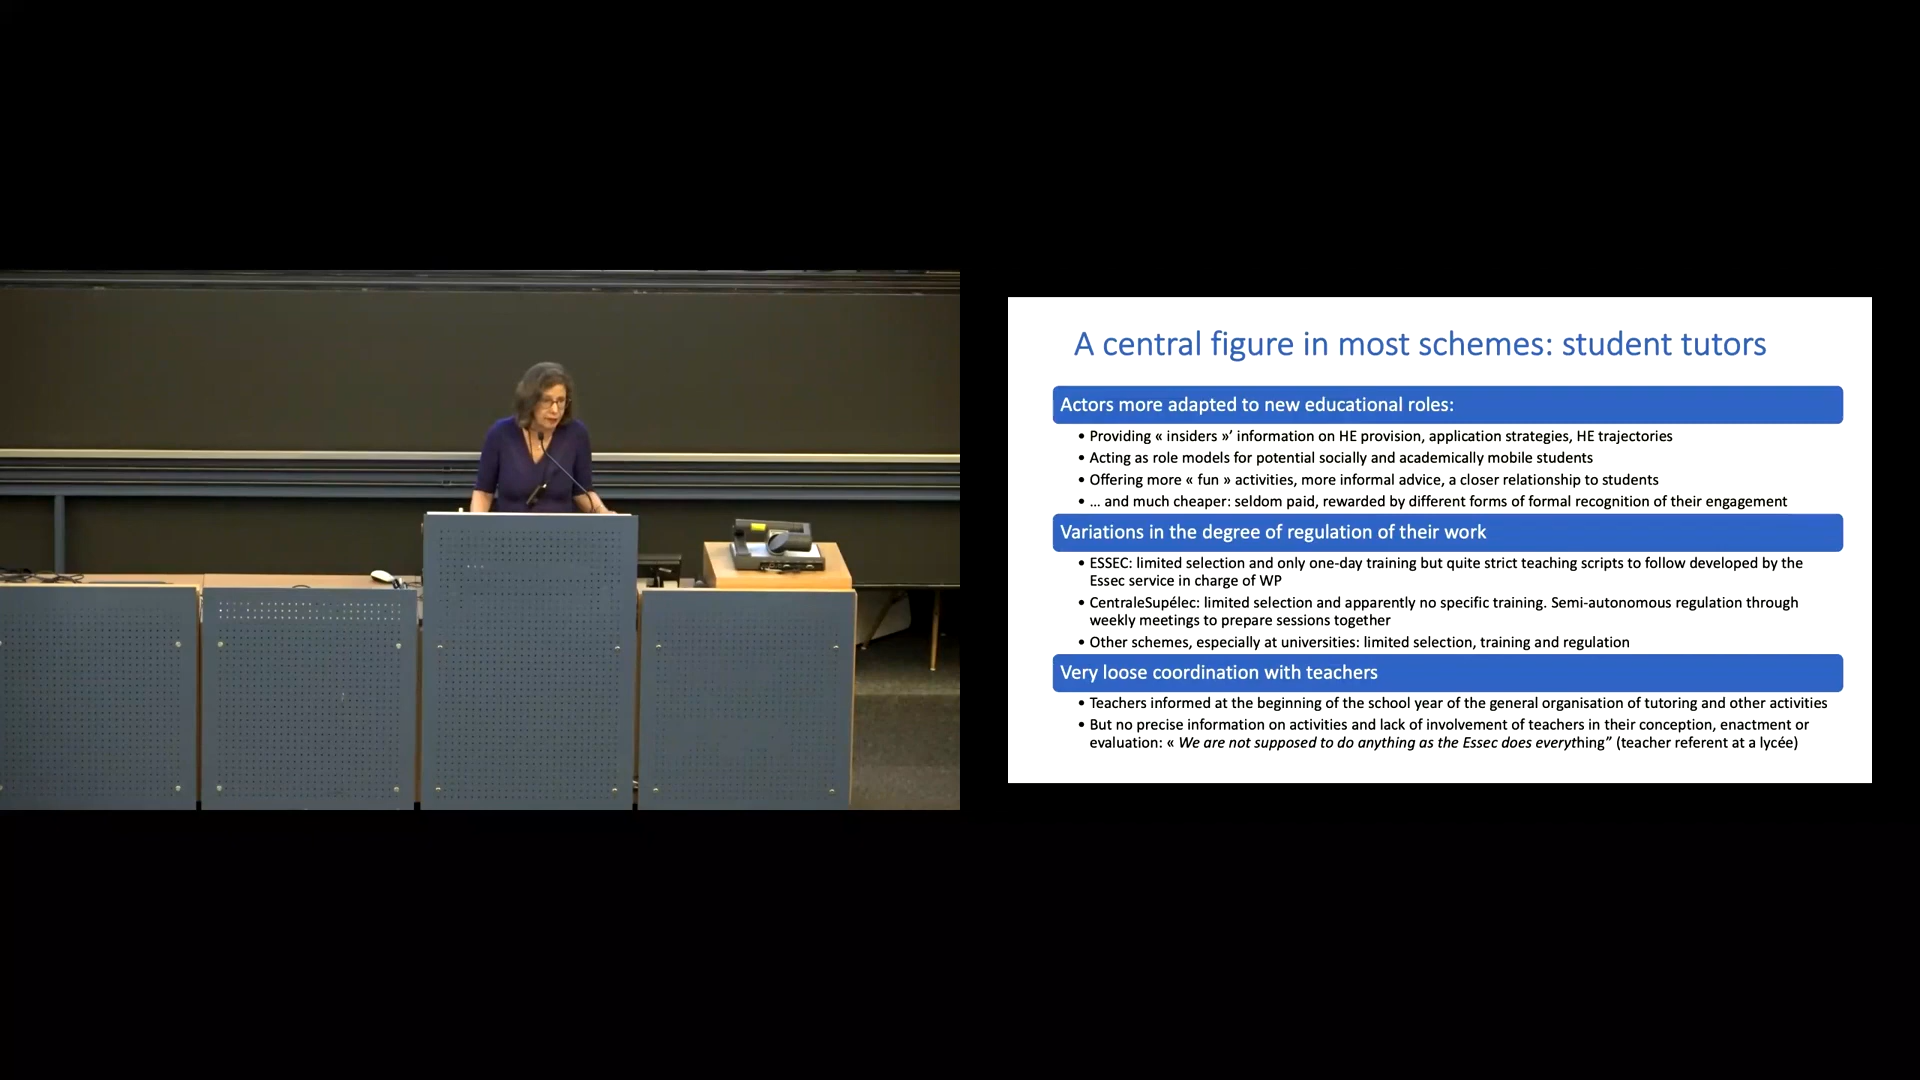 A central figure in most schemes: student tutors
Actors more adapted to new educational roles:
• Providing « insiders »’ information on HE provision, application strategies, HE trajectories
• Acting as role models for potential socially and academically mobile students
• Offering more « fun » activities, more informal advice, a closer relationship to students
• ... and much cheaper: seldom paid, rewarded by different forms of formal recognition of their engagement
Variations in the degree of regulation of their work
• ESSEC: limited selection and only one-day training but quite strict teaching scripts to follow developed by the
Essec service in charge of WP
• CentraleSupélec: limited selection and apparently no specific training. Semi-autonomous regulation through
weekly meetings to prepare sessions together
• Other schemes, especially at universities: limited selection, training and regulation
Very loose coordination with teachers
• Teachers informed at the beginning of the school year of the general organisation of tutoring and other activities
• But no precise information on activities and lack of involvement of teachers in their conception, enactment or
evaluation: « We are not supposed to do anything as the Essec does everything” (teacher referent at a lycée)